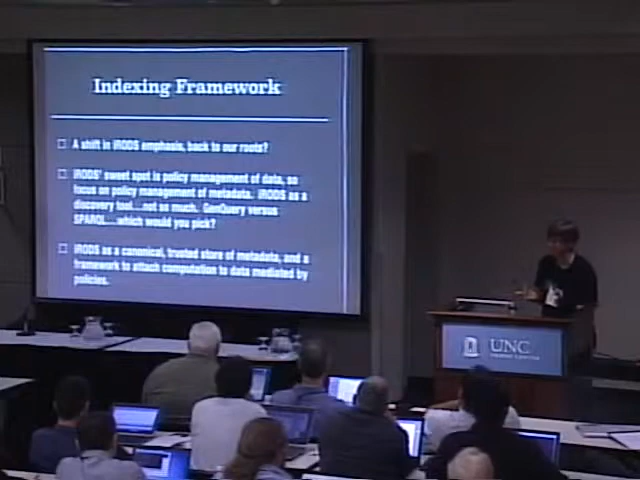 Indexing Framework
A shift in iRODS emphasis, back to our roots?
iRODS' sweet spot is policy management of data, so
focus on policy management of metadata. iRODS as a
discovery tool...not so much. GenQuery versus
SPARQL...which would you pick?
iRODS as a canonical, trusted store of metadata, and a
framework to attach computation to data mediated by
policies.
UNC